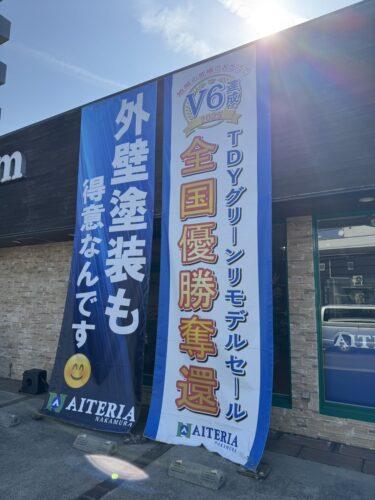 外壁塗装も
得意なんです
AITERIA
NAKAMURA
V6達成
2025
TDYグリーンリモデルセール
全国優勝奪還
AITERIA
NAKAMURA
m
AITE